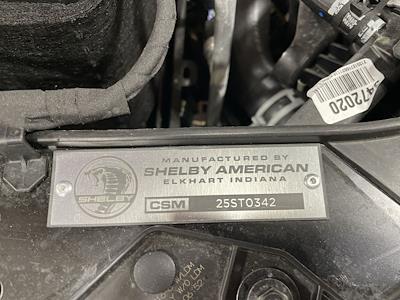 472020
MANUFACTURED BY
SHELBY AMERICAN
ELKHART INDIANA
SHELBY
CSM 25ST0342